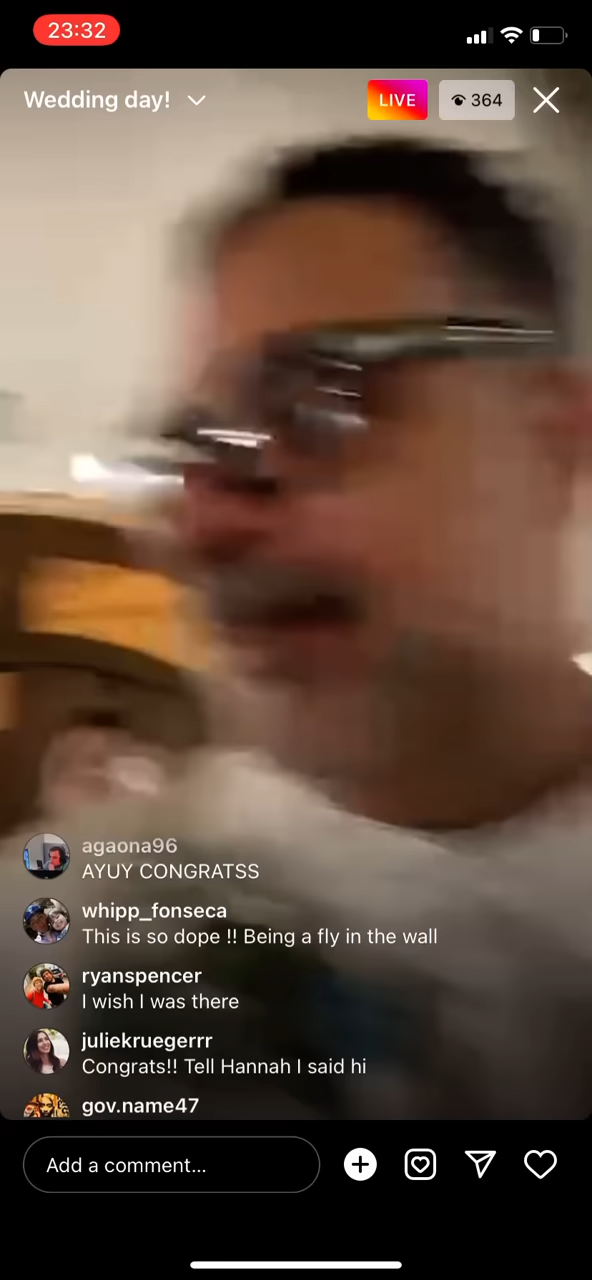 23:32
Wedding day!
LIVE
364
agaona96
AYUY CONGRATSS
whipp_fonseca
This is so dope !! Being a fly in the wall
ryanspencer
I wish I was there
juliekruegerrr
Congrats!! Tell Hannah I said hi
gov.name47
Add a comment...